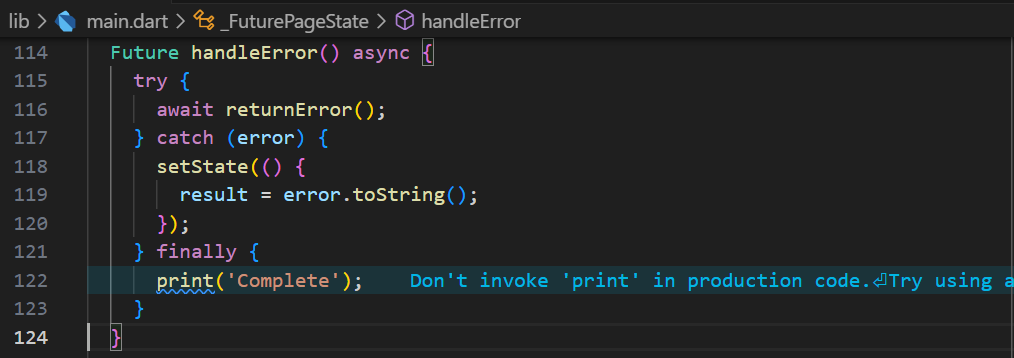 lib > main.dart > _FuturePageState > handleError
114 Future handleError() async {
115 try {
116 await returnError();
117 } catch (error) {
118 setState(() {
119 result = error.toString();
120 });
121 } finally {
122 print('Complete'); Don't invoke 'print' in production code.⏎Try using a
123 }
124 }